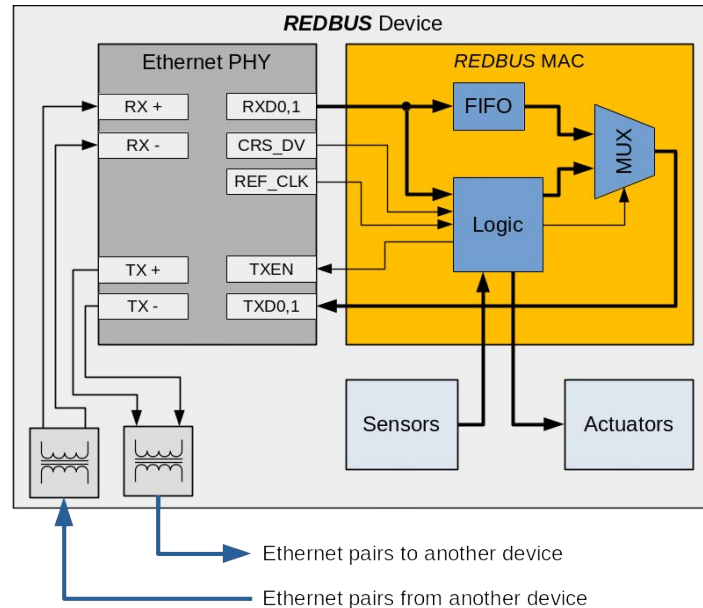 REDBUS Device
Ethernet PHY
REDBUS MAC
RX +
RXD0,1
FIFO
MUX
RX -
CRS_DV
REF_CLK
Logic
TX +
TXEN
TX -
TXD0,1
Sensors
Actuators
Ethernet pairs to another device
Ethernet pairs from another device